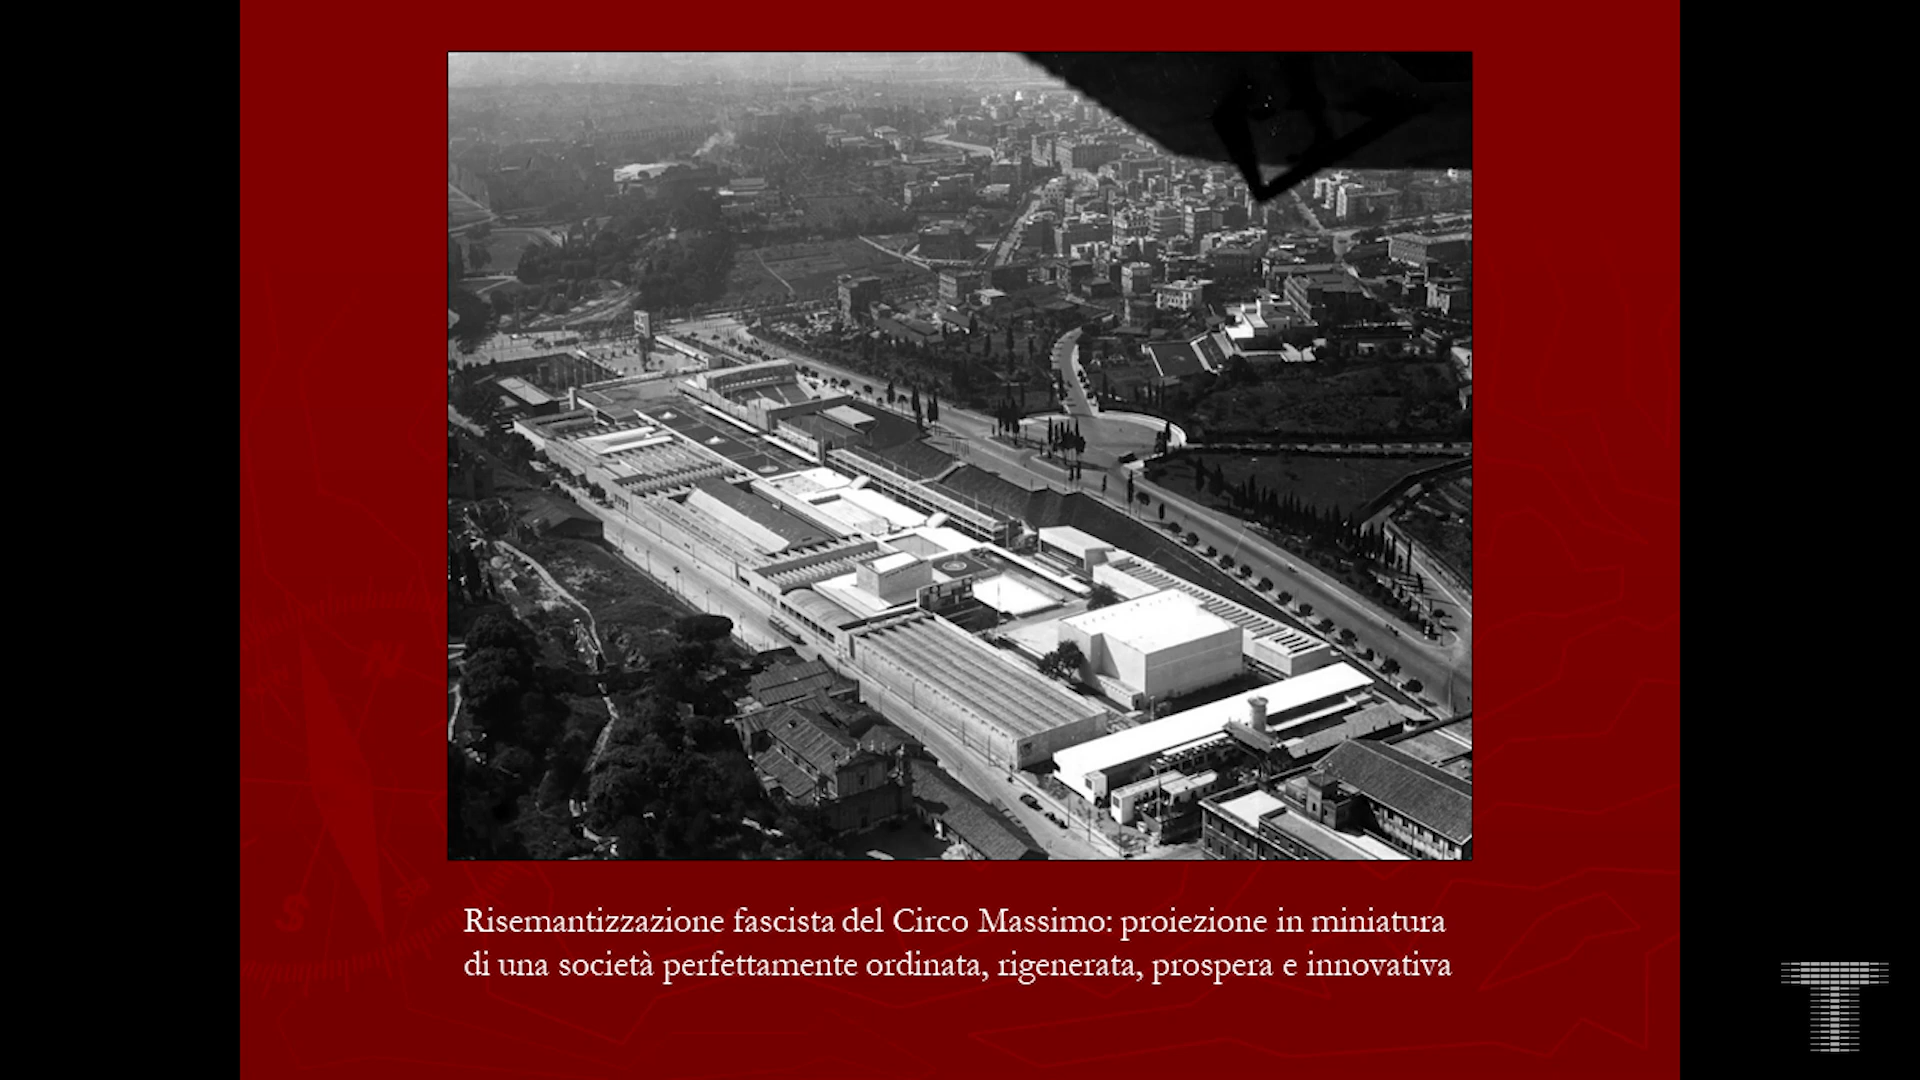 Risemantizzazione fascista del Circo Massimo: proiezione in miniatura
di una società perfettamente ordinata, rigenerata, prospera e innovativa
N
S
T